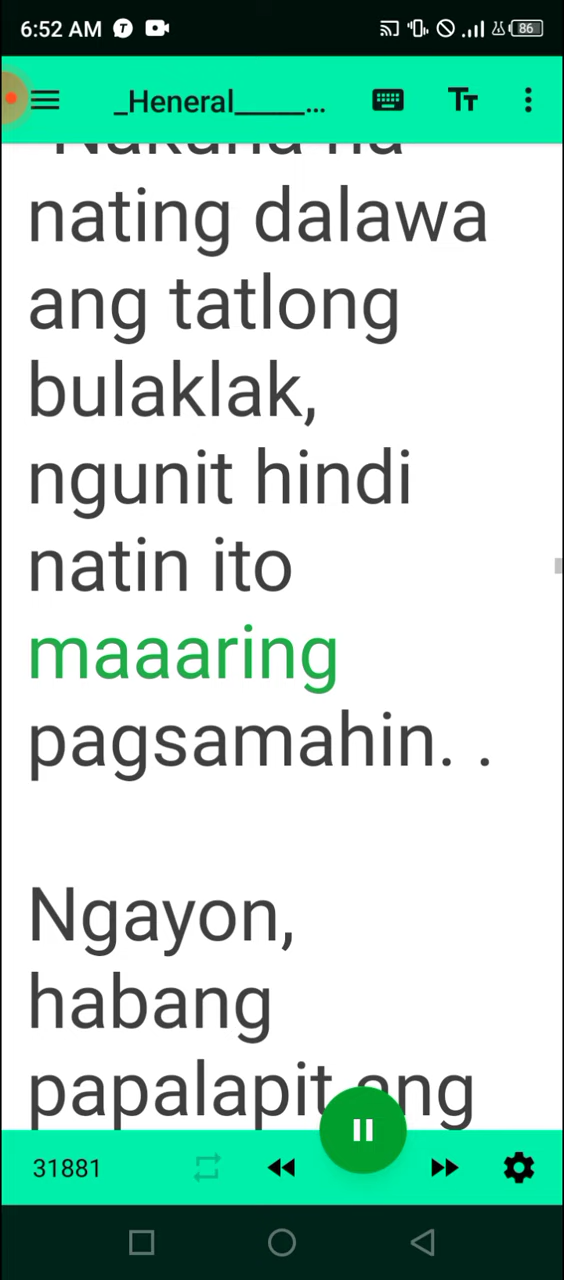 6:52 AM
86
_Heneral_____...
nating dalawa
ang tatlong
bulaklak,
ngunit hindi
natin ito
maaaring
pagsamahin. .
Ngayon,
habang
papalapit ang
31881